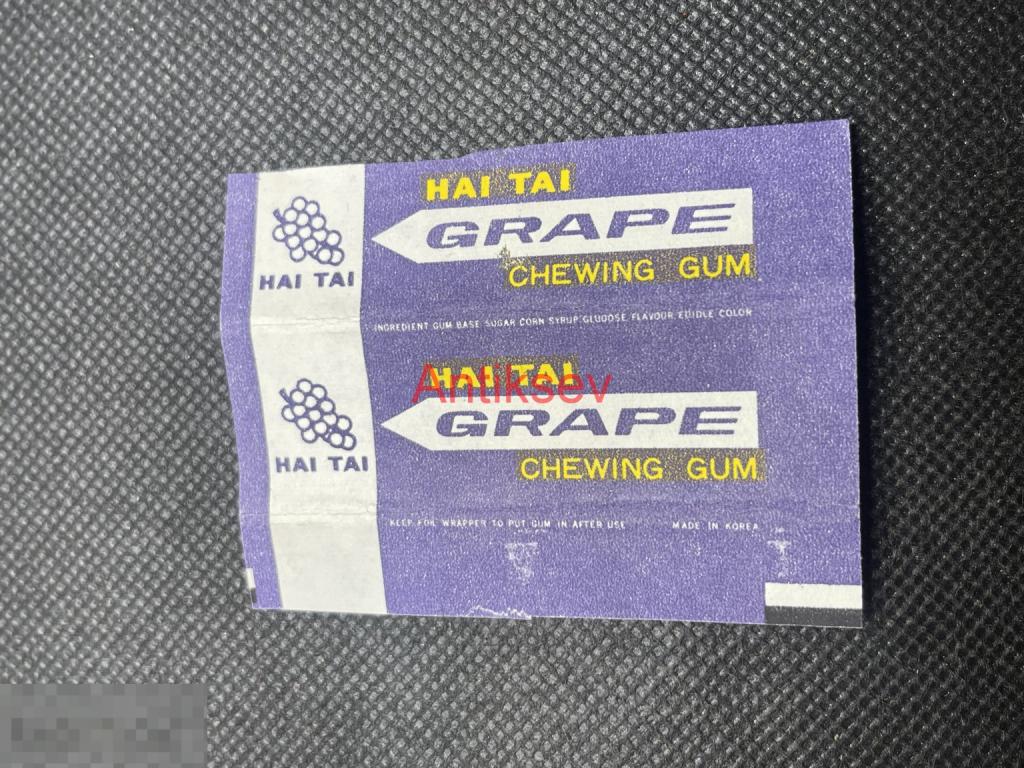 HAI TAI
GRAPE
CHEWING GUM
HAI TAI
INGREDIENT GUM BASE SUGAR CORN SYRUP GLUDOSE FLAVOUR EDIBLE COLOR
HAI TAI
Antiksev
GRAPE
CHEWING GUM
HAI TAI
KEEP FOR WRAPPER TO PUT GUM IN AFTER USE
MADE IN KOREA